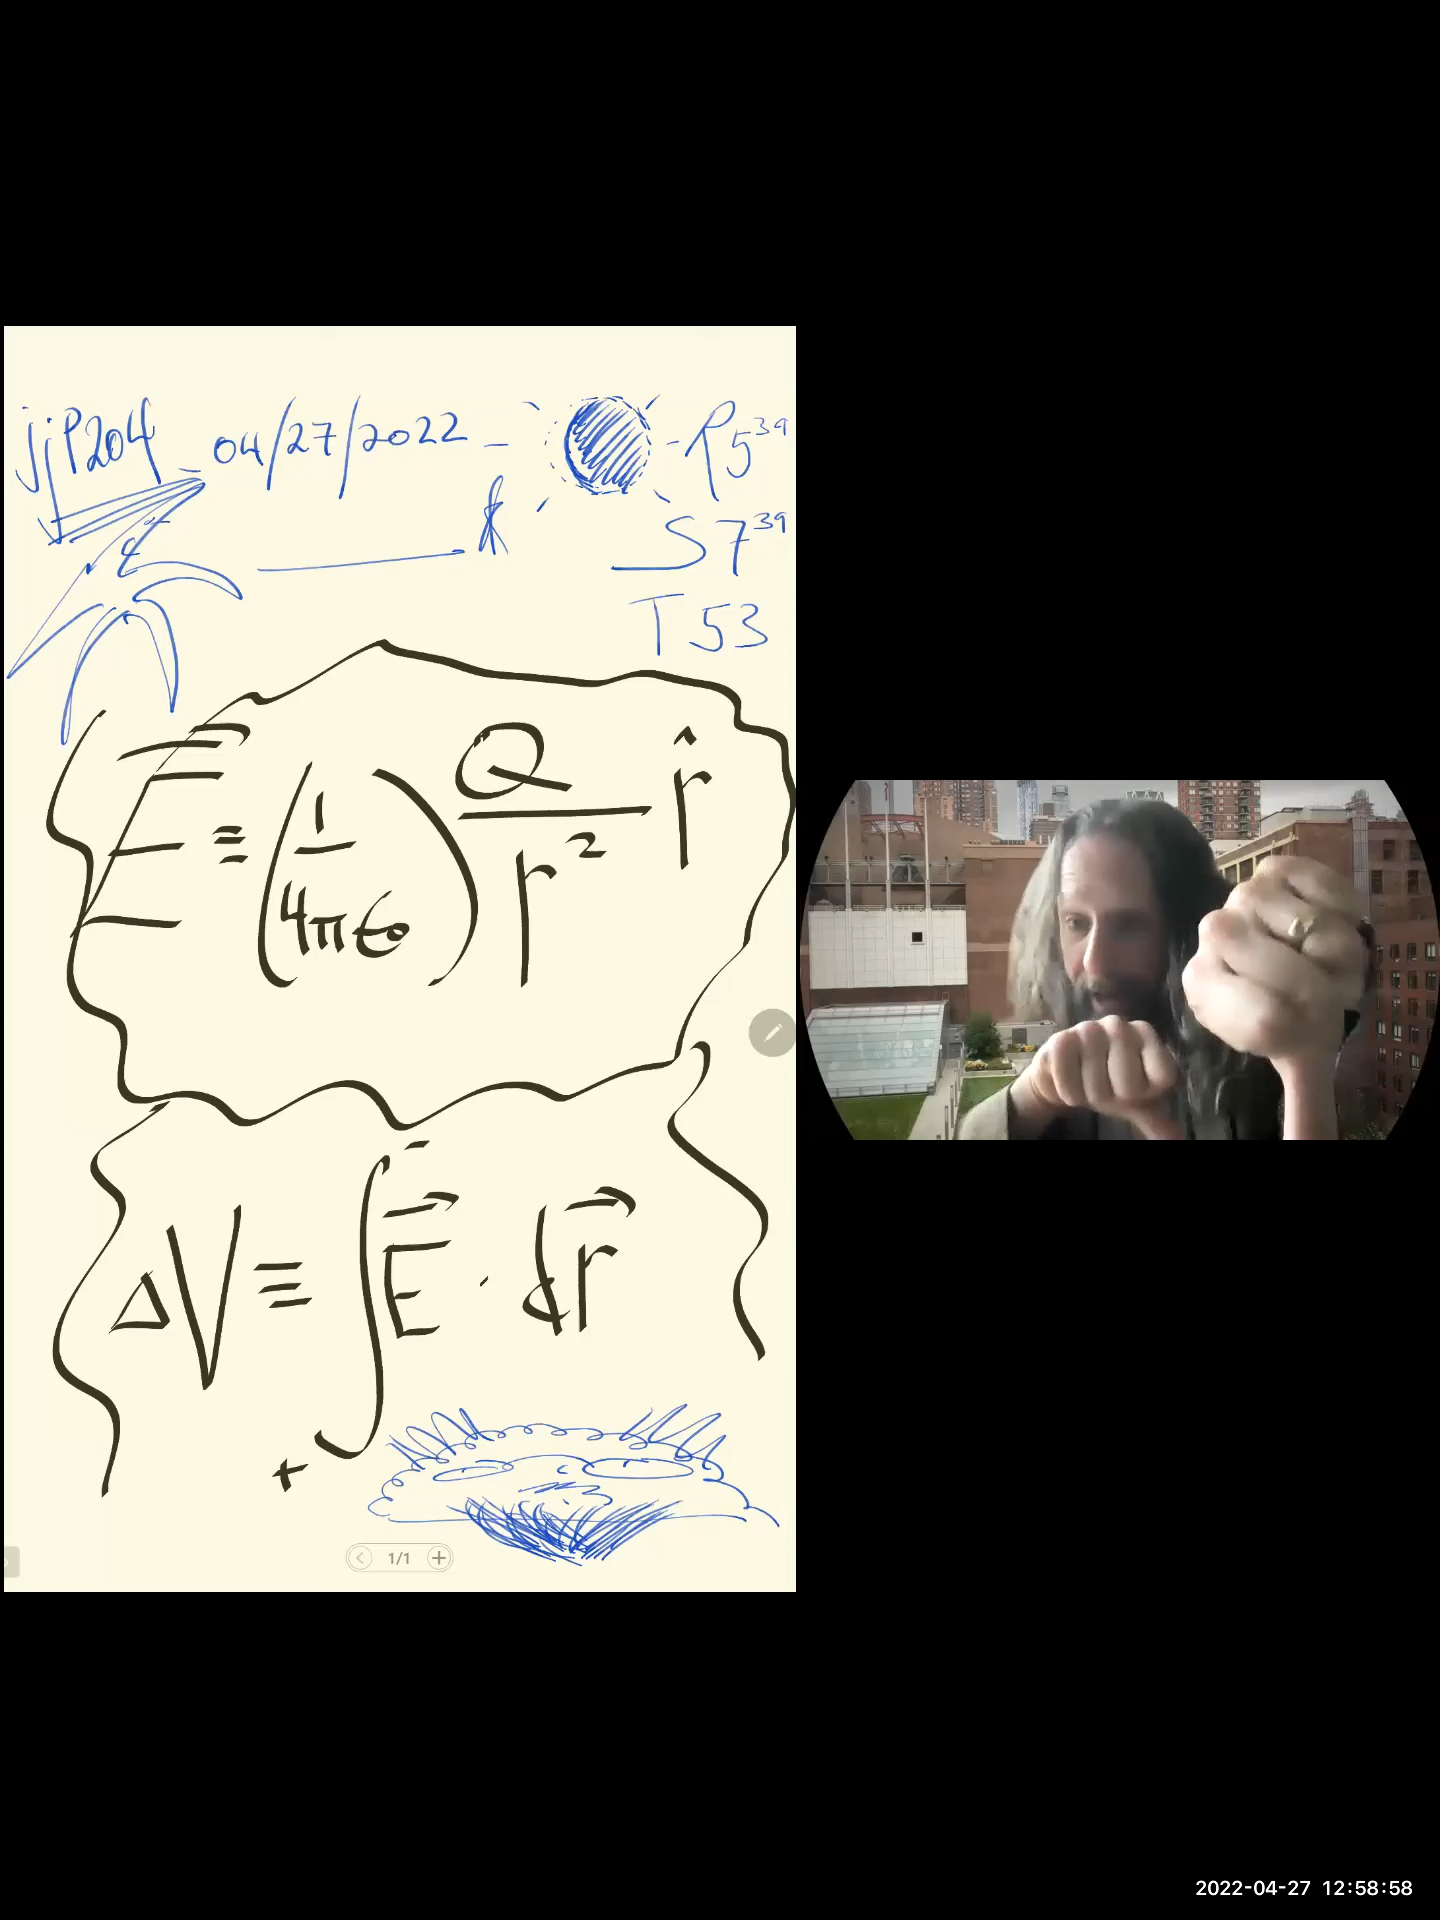 jjP204 - 04/27/2022 - - R5³⁹
S7³⁹
T53
E⃗ = (1/4πϵ₀) Q/r² r̂
ΔV ≡ ∫₊⁻ E⃗ · dr⃗
1/1
2022-04-27 12:58:58